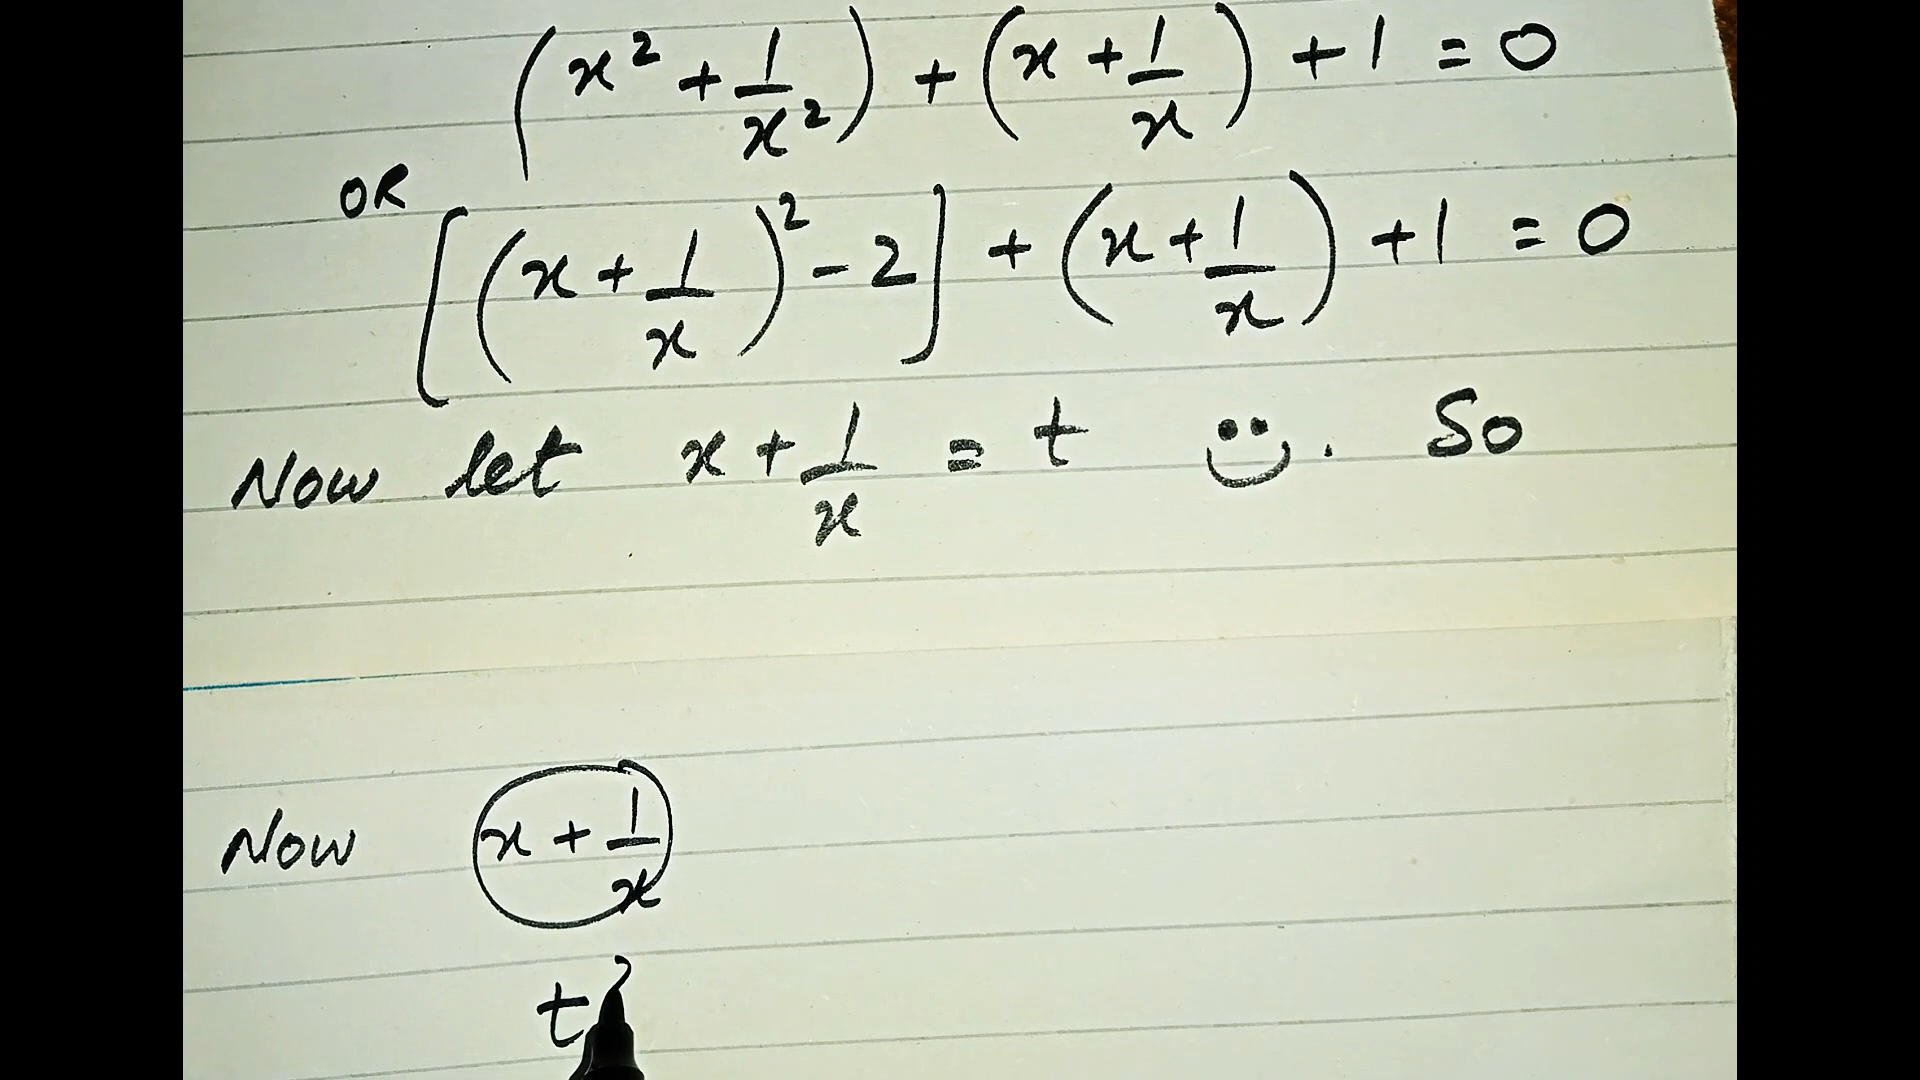 (x² + 1/x²) + (x + 1/x) + 1 = 0
OR [(x + 1/x)² - 2] + (x + 1/x) + 1 = 0
Now let x + 1/x = t . So
Now x + 1/x
t²